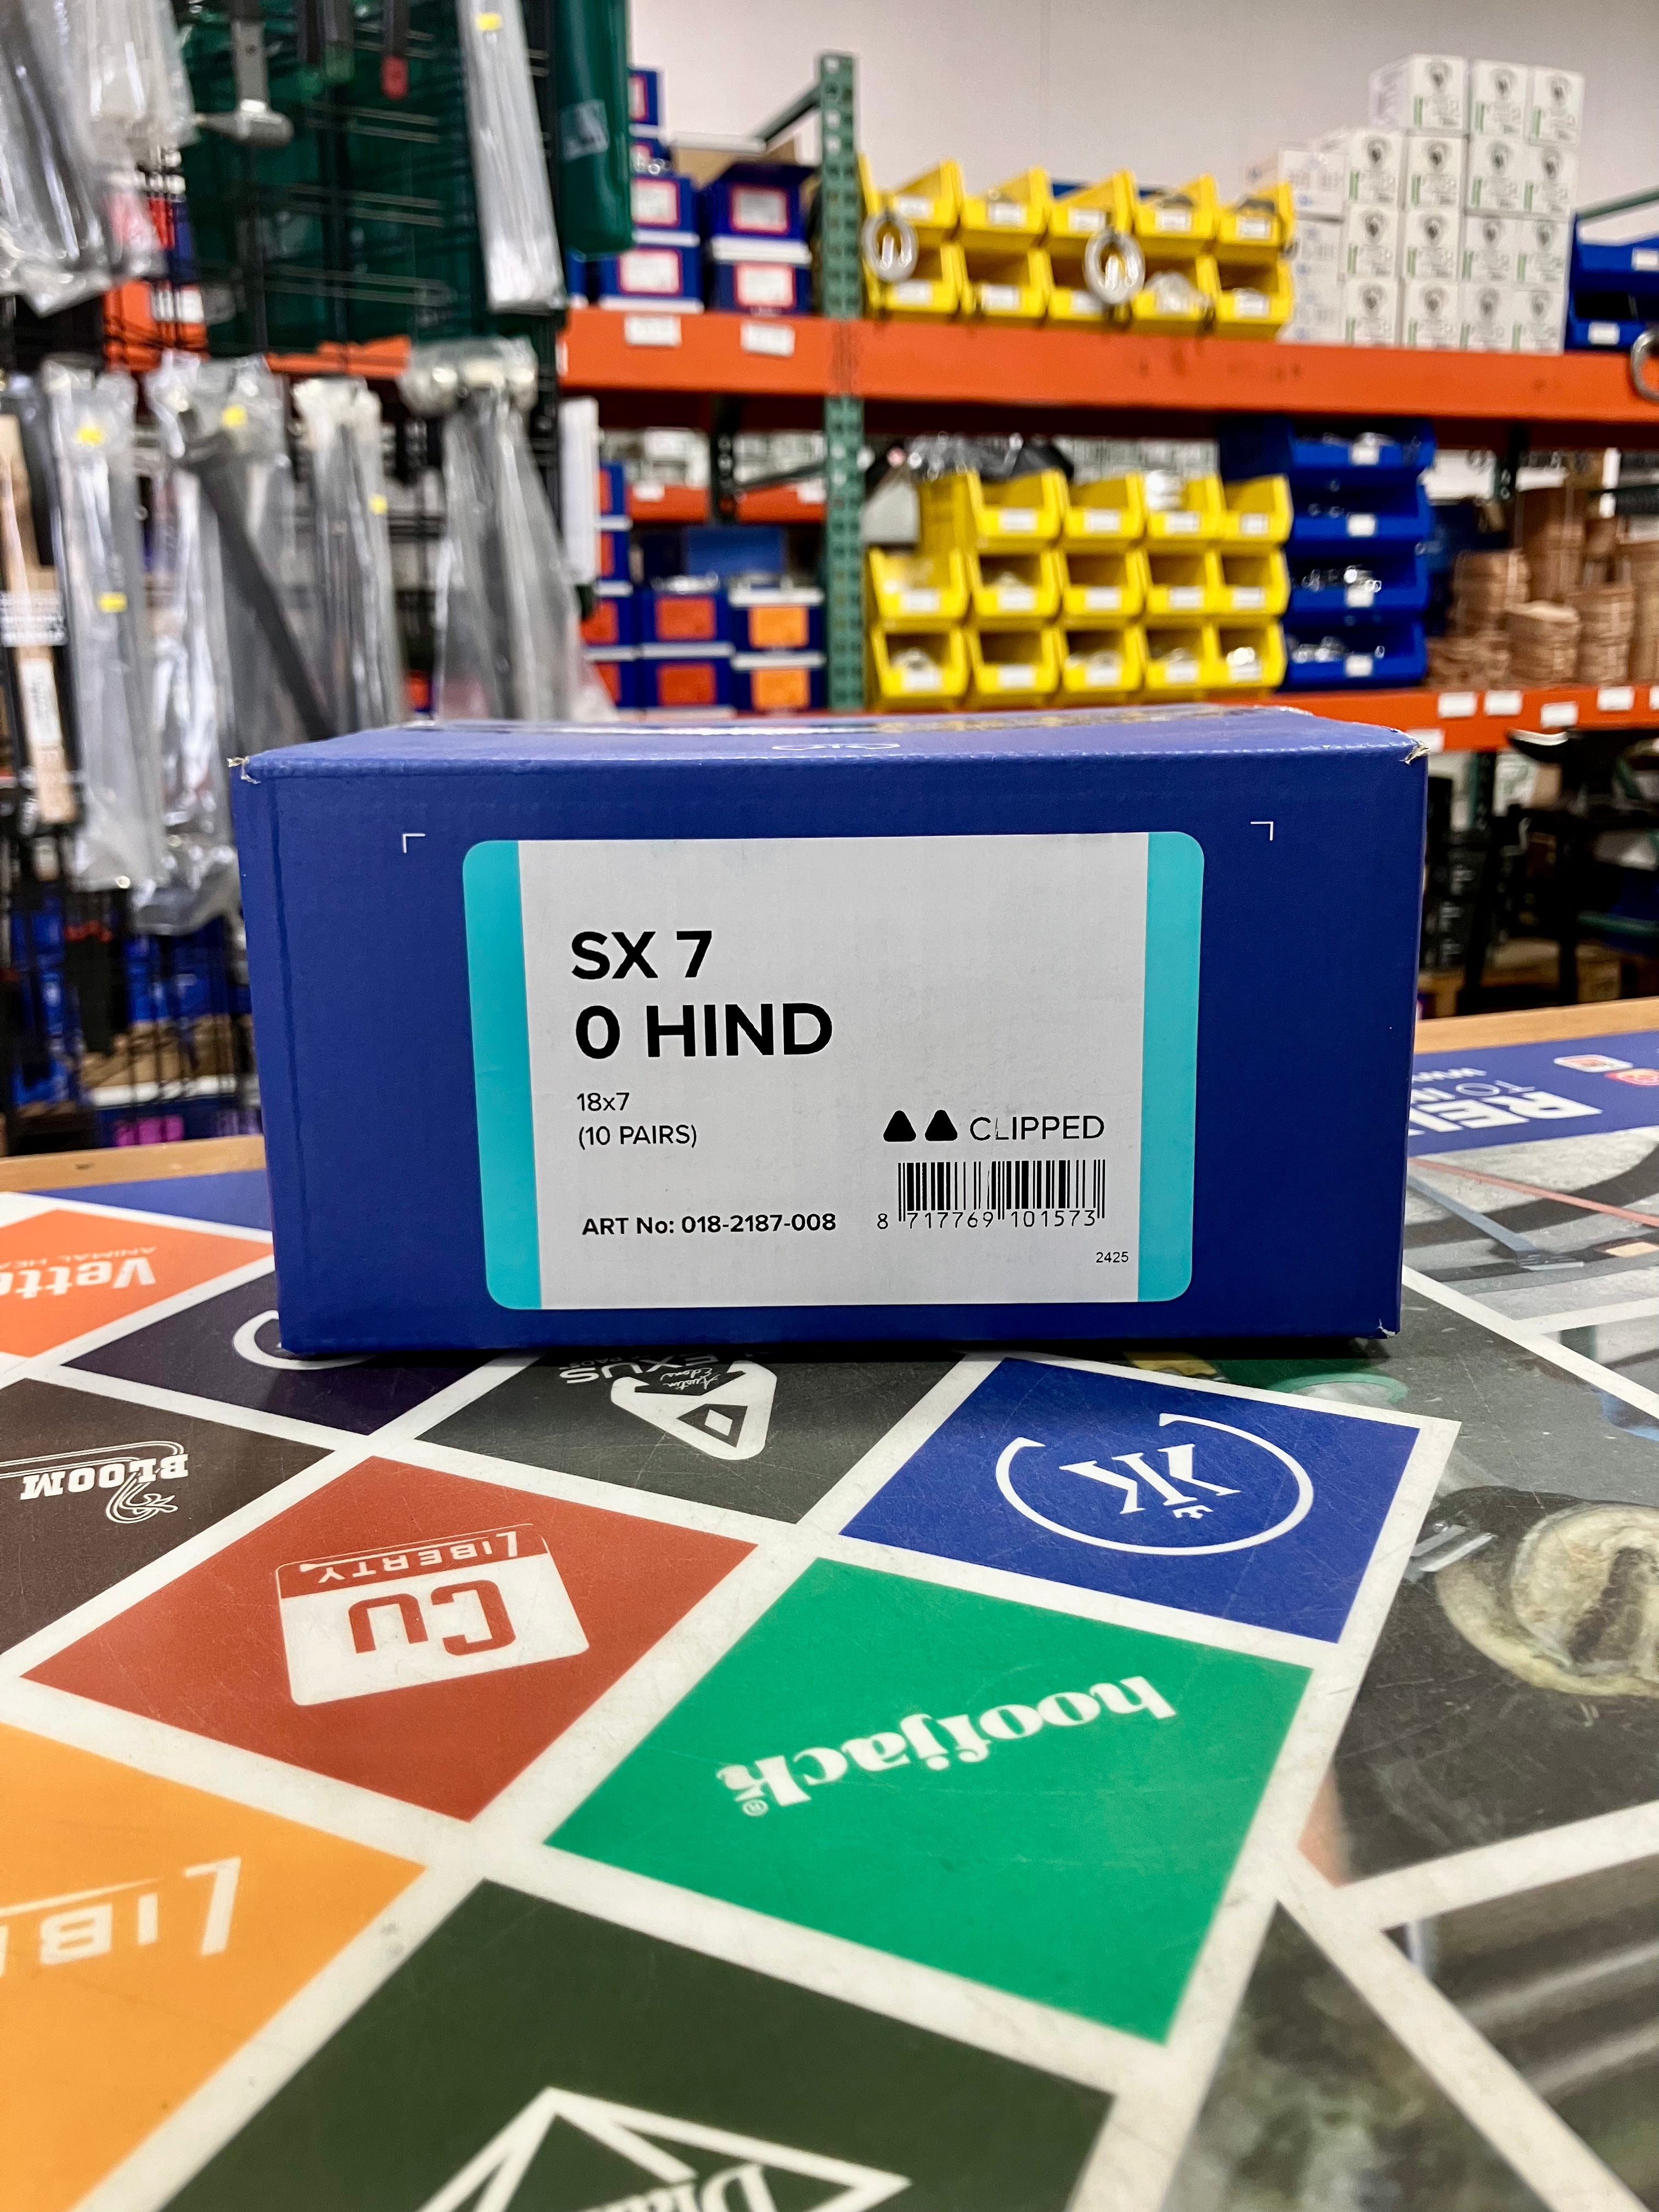 SX 7
0 HIND
18x7
(10 PAIRS)
CLIPPED
ART No: 018-2187-008
8 717769 101573
2425
BLOOM
LIBERTY
Cu
hoofjack®